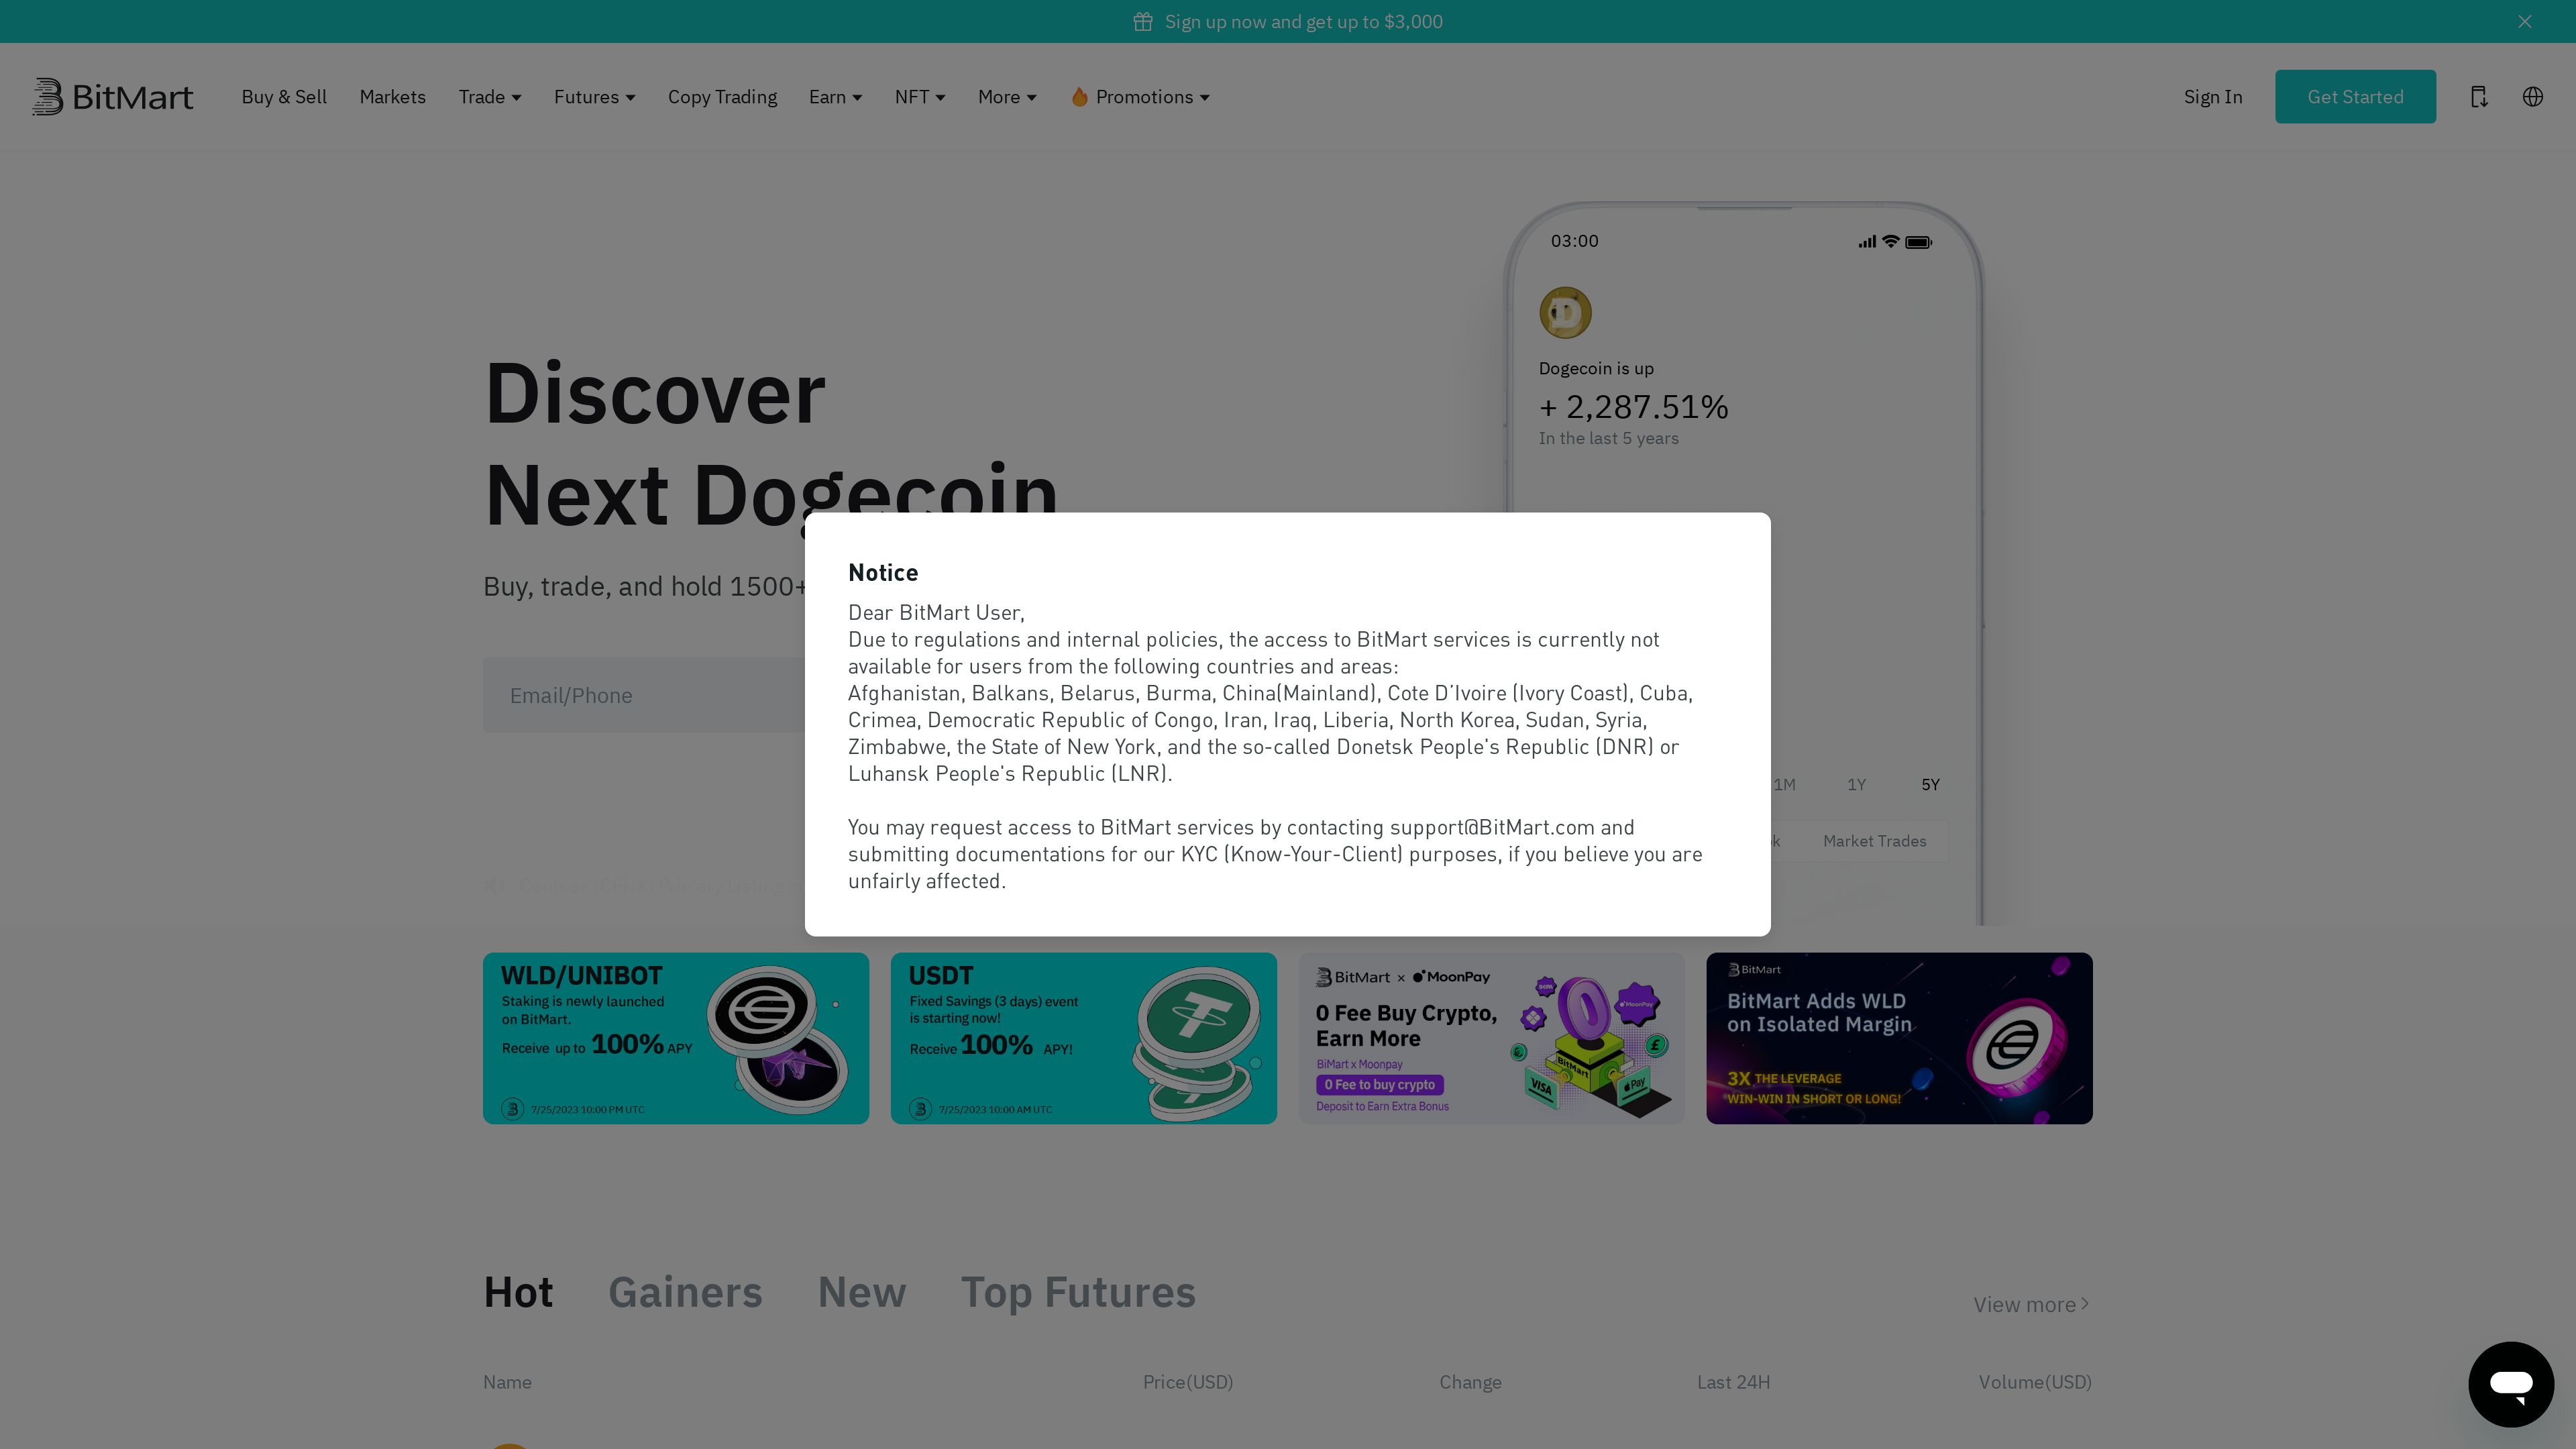 Sign up now and get up to $3,000
BitMart
Buy & Sell
Markets
Trade
Futures
Copy Trading
Earn
NFT
More
Promotions
Sign In
Get Started
Discover
Next Dogecoin
Buy, trade, and hold 1500+
Email/Phone
03:00
Dogecoin is up
+ 2,287.51%
In the last 5 years
1M
1Y
5Y
Market Trades
Notice
Dear BitMart User,
Due to regulations and internal policies, the access to BitMart services is currently not
available for users from the following countries and areas:
Afghanistan, Balkans, Belarus, Burma, China(Mainland), Cote D'Ivoire (Ivory Coast), Cuba,
Crimea, Democratic Republic of Congo, Iran, Iraq, Liberia, North Korea, Sudan, Syria,
Zimbabwe, the State of New York, and the so-called Donetsk People's Republic (DNR) or
Luhansk People's Republic (LNR).
You may request access to BitMart services by contacting support@BitMart.com and
submitting documentations for our KYC (Know-Your-Client) purposes, if you believe you are
unfairly affected.
WLD/UNIBOT
Staking is newly launched
on BitMart.
Receive up to 100% APY
7/25/2023 10:00 PM UTC
USDT
Fixed Savings (3 days) event
is starting now!
Receive 100% APY!
7/25/2023 10:00 AM UTC
BitMart x MoonPay
0 Fee Buy Crypto,
Earn More
BiMart x Moonpay
0 Fee to buy crypto
Deposit to Earn Extra Bonus
MoonPay
BitMart
VISA
Pay
BitMart
BitMart Adds WLD
on Isolated Margin
3X THE LEVERAGE
*WIN-WIN IN SHORT OR LONG!
Hot
Gainers
New
Top Futures
View more
Name
Price(USD)
Change
Last 24H
Volume(USD)